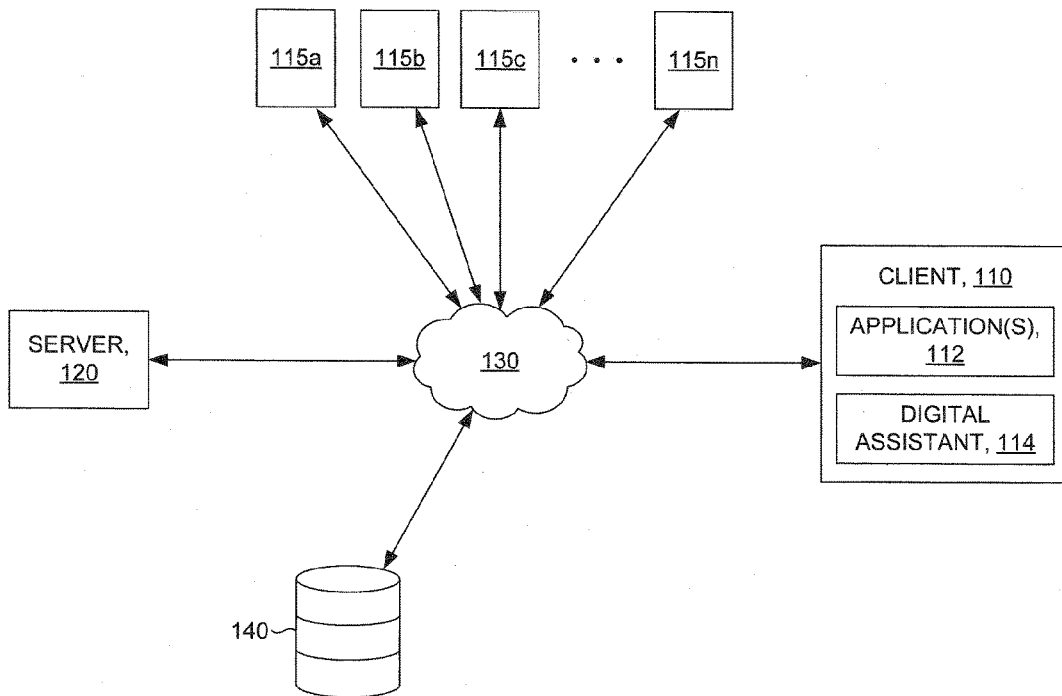 115a
115b
115c
. . .
115n
CLIENT, 110
APPLICATION(S),
112
DIGITAL
ASSISTANT, 114
SERVER,
120
130
140